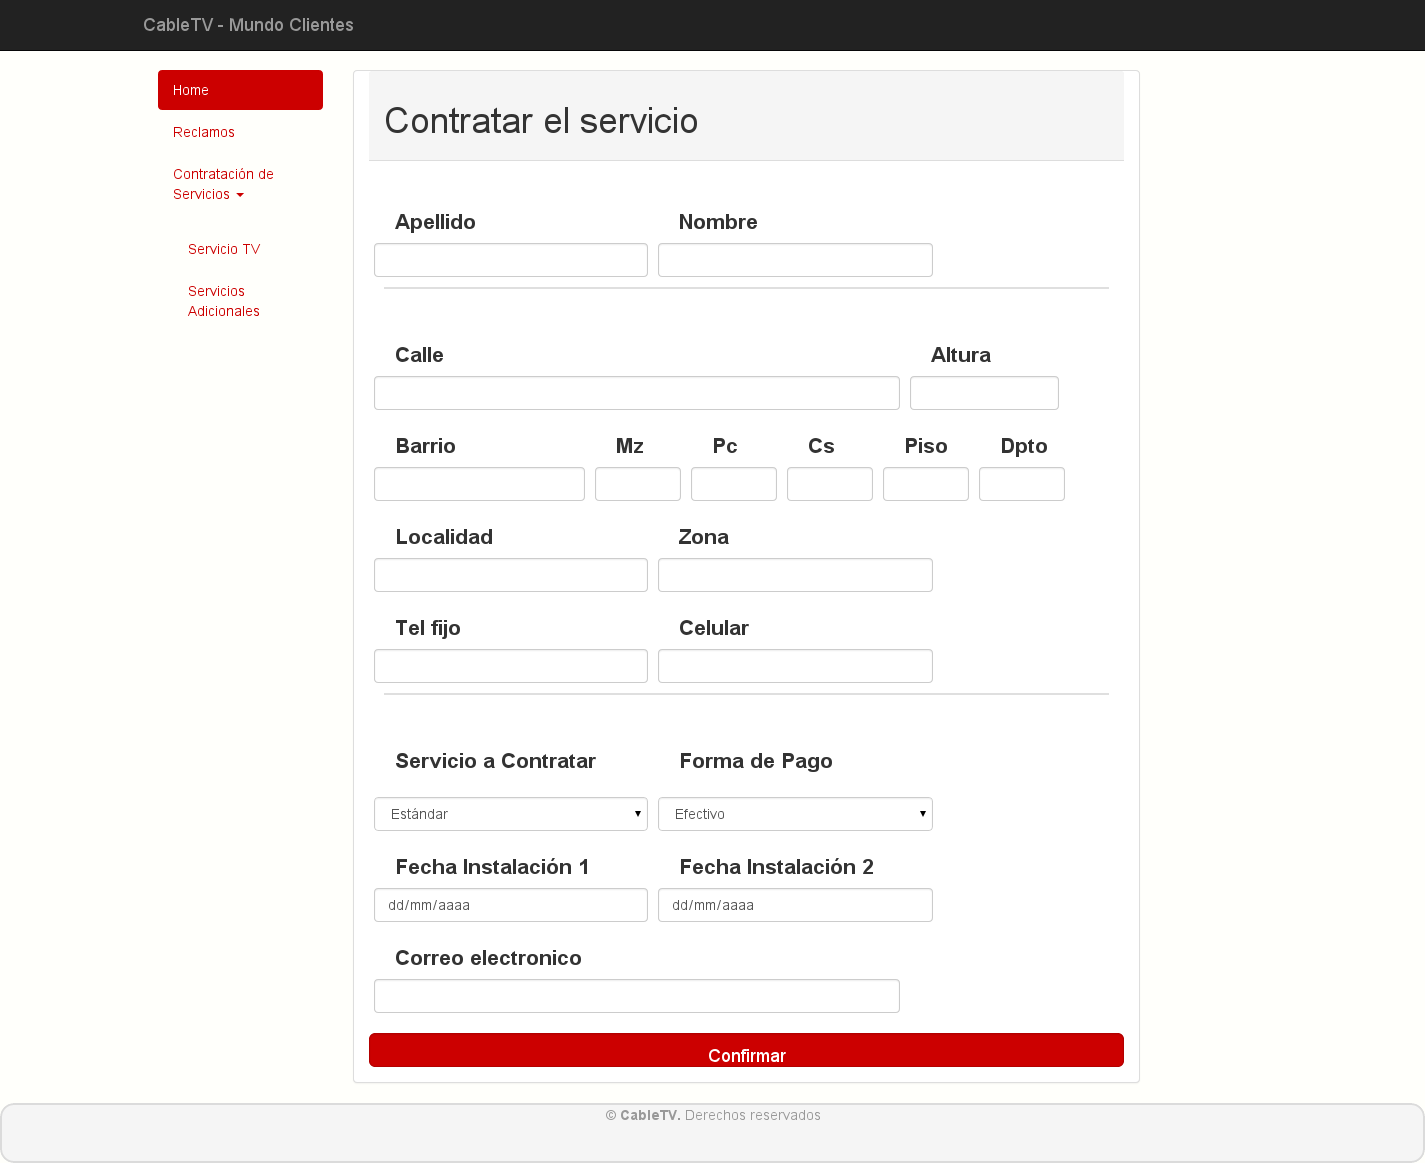 CableTV - Mundo Clientes
Home
Reclamos
Contratación de
Servicios
Servicio TV
Servicios
Adicionales
Contratar el servicio
Apellido Nombre
Calle Altura
Barrio Mz Pc Cs Piso Dpto
Localidad Zona
Tel fijo Celular
Servicio a Contratar Forma de Pago
Estándar Efectivo
Fecha Instalación 1 Fecha Instalación 2
dd/mm/aaaa dd/mm/aaaa
Correo electronico
Confirmar
© CableTV. Derechos reservados